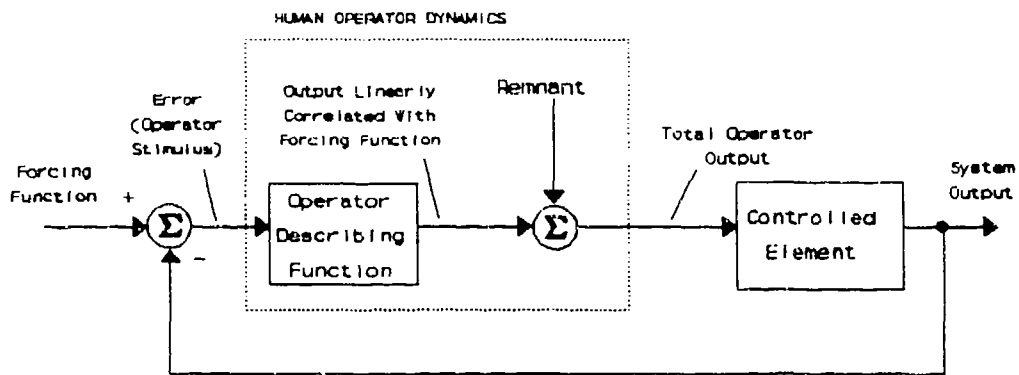 HUMAN OPERATOR DYNAMICS
Output Linearly
Correlated With
Forcing Function
Remnant
Error
(Operator
Stimulus)
Total Operator
Output
Forcing
Function
+
Σ
-
Operator
Describing
Function
Σ
Controlled
Element
System
Output